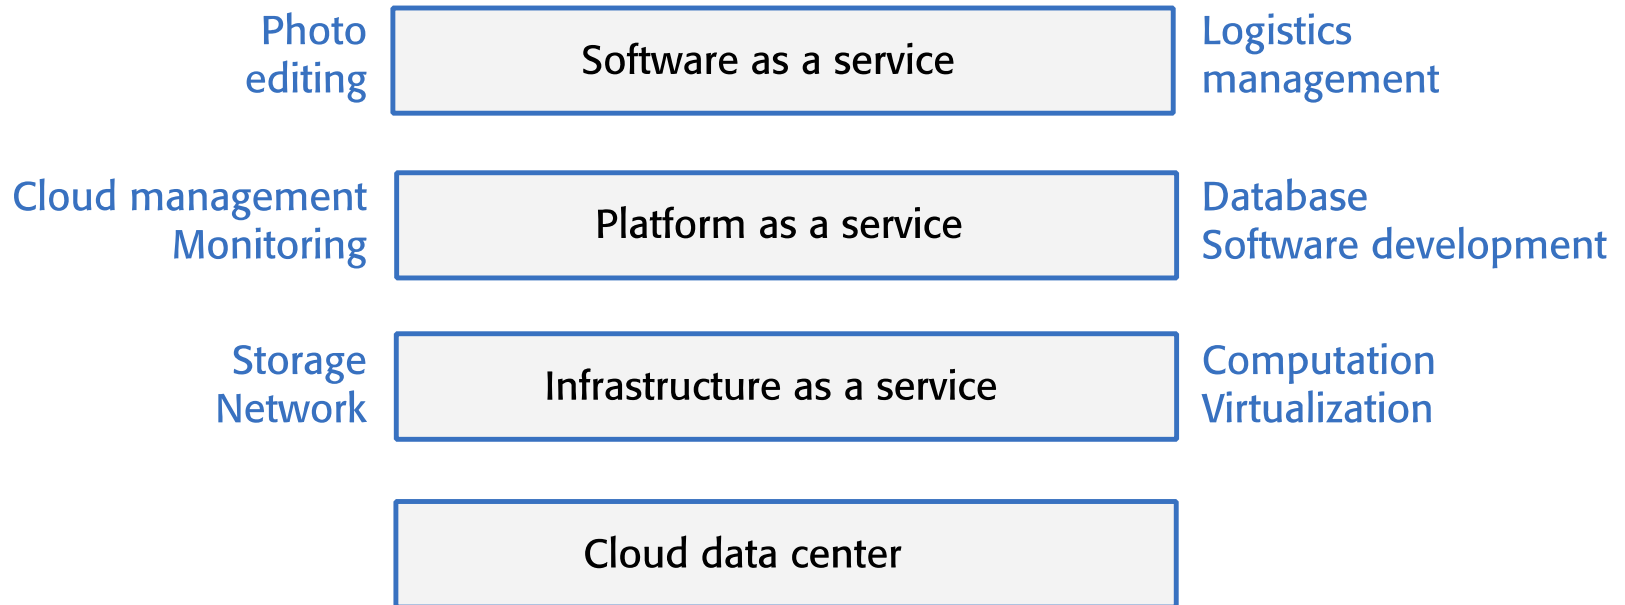 Photo
editing
Software as a service
Logistics
management
Cloud management
Monitoring
Platform as a service
Database
Software development
Storage
Network
Infrastructure as a service
Computation
Virtualization
Cloud data center